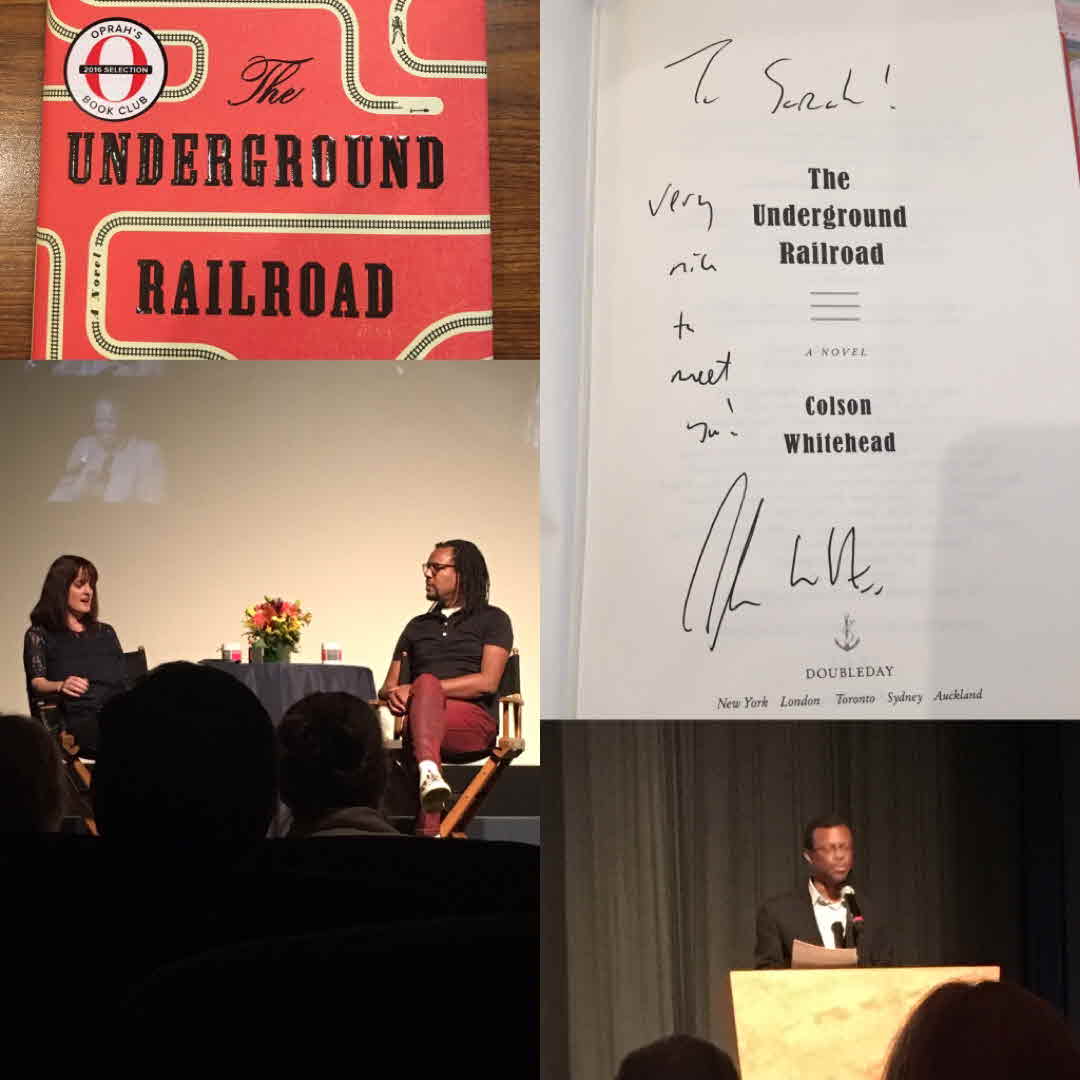 OPRAH'S
2016 SELECTION
BOOK CLUB
The
UNDERGROUND
A Novel
RAILROAD
To Sarah!
The
Underground
Railroad
very
nice
to
meet
you!
A NOVEL
Colson
Whitehead
DOUBLEDAY
New York London Toronto Sydney Auckland